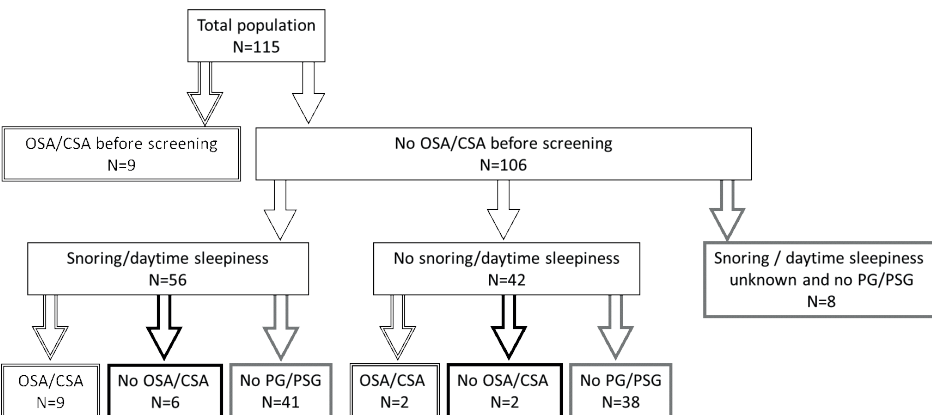 Total population
N=115
OSA/CSA before screening
N=9
No OSA/CSA before screening
N=106
Snoring/daytime sleepiness
N=56
No snoring/daytime sleepiness
N=42
Snoring / daytime sleepiness
unknown and no PG/PSG
N=8
OSA/CSA
N=9
No OSA/CSA
N=6
No PG/PSG
N=41
OSA/CSA
N=2
No OSA/CSA
N=2
No PG/PSG
N=38